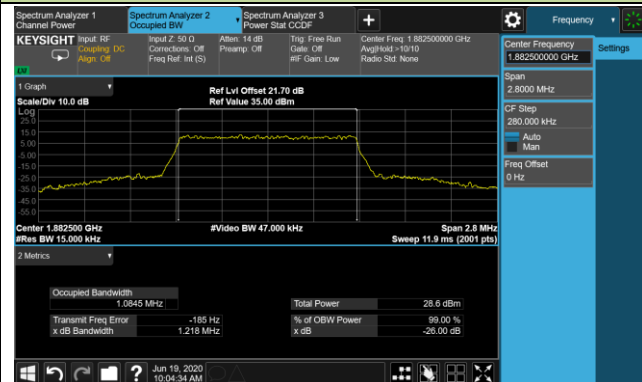 Spectrum Analyzer 1
Channel Power
Spectrum Analyzer 2
Occupied BW
Spectrum Analyzer 3
Power Stat CCDF
Frequency
KEYSIGHT
Input: RF
Coupling: DC
Align: Off
Input Z: 50 Ω
Corrections: Off
Freq Ref: Int (S)
Atten: 14 dB
Preamp: Off
Trig: Free Run
Gate: Off
#IF Gain: Low
Center Freq: 1.882500000 GHz
Avg|Hold:>10/10
Radio Std: None
Center Frequency
1.882500000 GHz
Settings
Span
2.8000 MHz
CF Step
280.000 kHz
Auto
Man
Freq Offset
0 Hz
1 Graph
Scale/Div 10.0 dB
Ref Lvl Offset 21.70 dB
Ref Value 35.00 dBm
Log
25.0
15.0
5.00
-5.00
-15.0
-25.0
-35.0
-45.0
-55.0
Center 1.882500 GHz
#Video BW 47.000 kHz
Span 2.8 MHz
#Res BW 15.000 kHz
Sweep 11.9 ms (2001 pts)
2 Metrics
Occupied Bandwidth
1.0845 MHz
Total Power 28.6 dBm
Transmit Freq Error -185 Hz
% of OBW Power 99.00 %
x dB Bandwidth 1.218 MHz
x dB -26.00 dB
Jun 19, 2020
10:04:34 AM